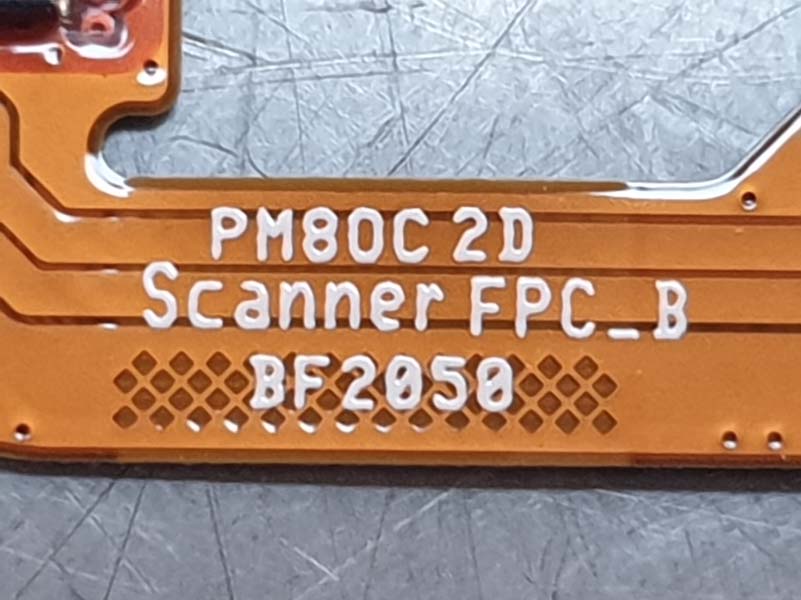 PM80C 2D
Scanner FPC_B
BF2050